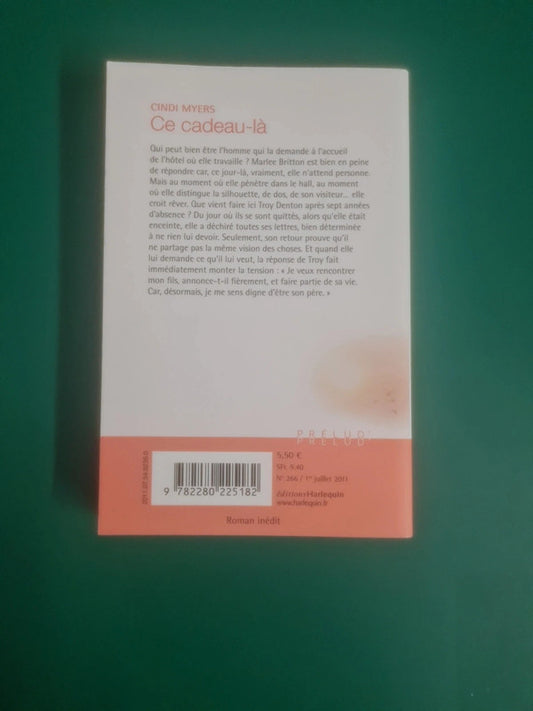 CINDI MYERS
Ce cadeau-là
Qui peut bien être l'homme qui la demande à l'accueil
de l'hôtel où elle travaille ? Marlee Britton est bien en peine
de répondre car, ce jour-là, vraiment, elle n'attend personne.
Mais au moment où elle pénètre dans le hall, au moment
où elle distingue la silhouette, de dos, de son visiteur... elle
croit rêver. Que vient faire ici Troy Denton après sept années
d'absence ? Du jour où ils se sont quittés, alors qu'elle était
enceinte, elle a déchiré toutes ses lettres, bien déterminée
à ne rien lui devoir. Seulement, son retour prouve qu'il
ne partage pas la même vision des choses. Et quand elle
lui demande ce qu'il lui veut, la réponse de Troy fait
immédiatement monter la tension : « Je veux rencontrer
mon fils, annonce-t-il fièrement, et faire partie de sa vie.
Car, désormais, je me sens digne d'être son père. »
PRÉLUD'
PRÉLUD'
5,50 €
SFr. 9.40
N° 266 / 1er juillet 2011
éditionsHarlequin
www.harlequin.fr
9 782280 225182
Roman inédit